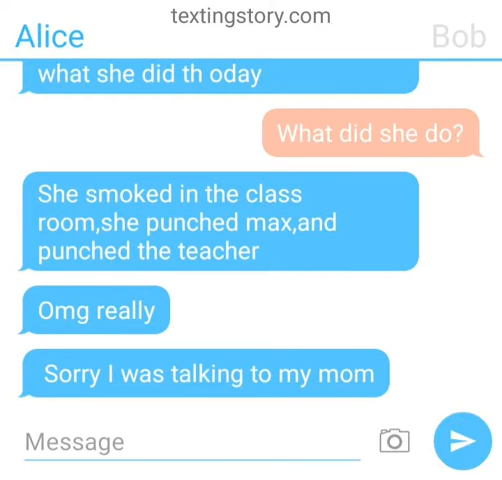 textingstory.com
Alice
Bob
what she did th oday
What did she do?
She smoked in the class
room,she punched max,and
punched the teacher
Omg really
Sorry I was talking to my mom
Message